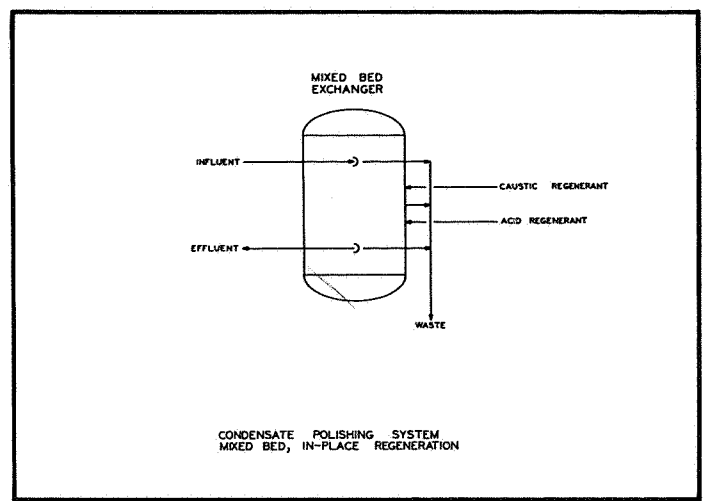 MIXED BED
EXCHANGER
INFLUENT
CAUSTIC REGENERANT
ACID REGENERANT
EFFLUENT
WASTE
CONDENSATE POLISHING SYSTEM
MIXED BED, IN-PLACE REGENERATION